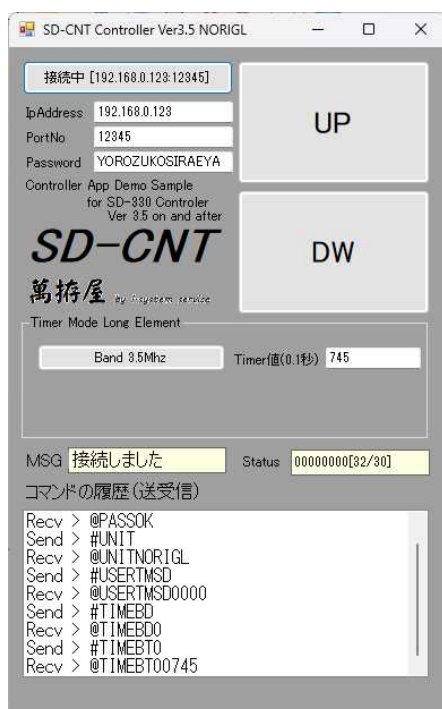 SD-CNT Controller Ver3.5 NORIGL
接続中 [192.168.0.123:12345]
IpAddress 192.168.0.123
PortNo 12345
Password YOROZUKOSIRAEYA
Controller App Demo Sample
for SD-330 Controler
Ver 3.5 on and after
SD-CNT
萬拵屋 By
service
UP
DW
Timer Mode Long Element
Band 3.5Mhz Timer値(0.1秒) 745
MSG 接続しました Status 00000000[32/30]
コマンドの履歴(送受信)
Recv > @PASSOK
Send > #UNIT
Recv > @UNITNORIGL
Send > #USERTMSD
Recv > @USERTMSD0000
Send > #TIMEBD
Recv > @TIMEBD0
Send > #TIMEBT0
Recv > @TIMEBT00745